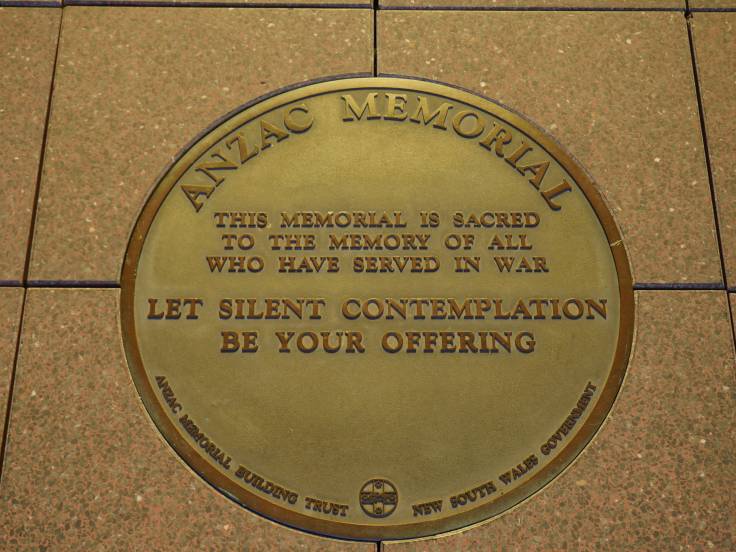 ANZAC MEMORIAL
THIS MEMORIAL IS SACRED
TO THE MEMORY OF ALL
WHO HAVE SERVED IN WAR
LET SILENT CONTEMPLATION
BE YOUR OFFERING
ANZAC MEMORIAL BUILDING TRUST
NEW SOUTH WALES GOVERNMENT